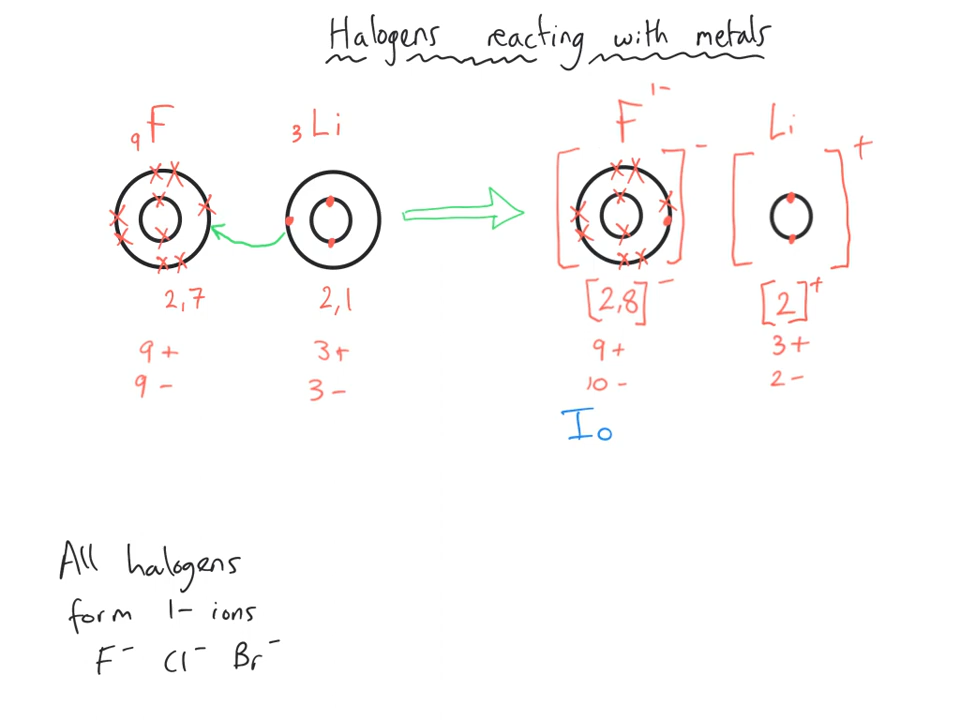 Halogens reacting with metals
9F 3Li F 1- Li
- +
2,7 2,1 [2,8]- [2]+
9+ 3+ 9+ 3+
9- 3- 10- 2-
Io
All halogens
form 1- ions
F- Cl- Br-